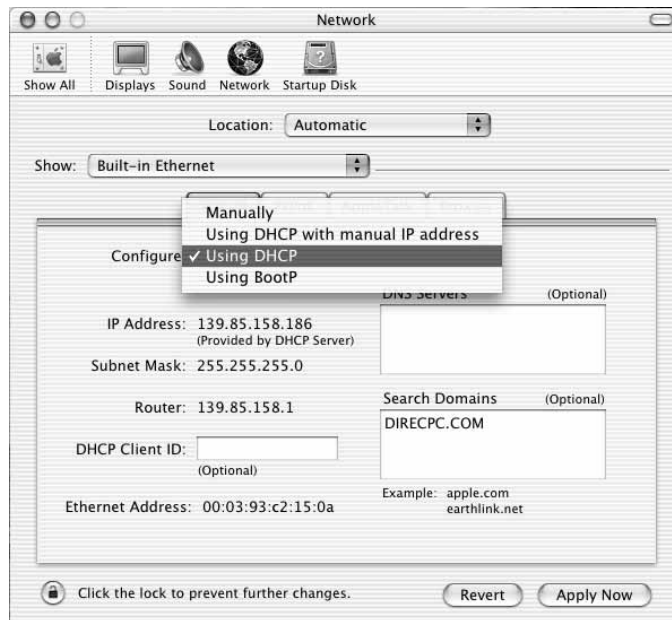 Network
Show All Displays Sound Network Startup Disk
Location: Automatic
Show: Built-in Ethernet
Manually
Using DHCP with manual IP address
Configure ✓ Using DHCP
Using BootP
DNS Servers (Optional)
IP Address: 139.85.158.186
(Provided by DHCP Server)
Subnet Mask: 255.255.255.0
Router: 139.85.158.1
Search Domains (Optional)
DIRECPC.COM
DHCP Client ID:
(Optional)
Example: apple.com
earthlink.net
Ethernet Address: 00:03:93:c2:15:0a
Click the lock to prevent further changes.
Revert Apply Now